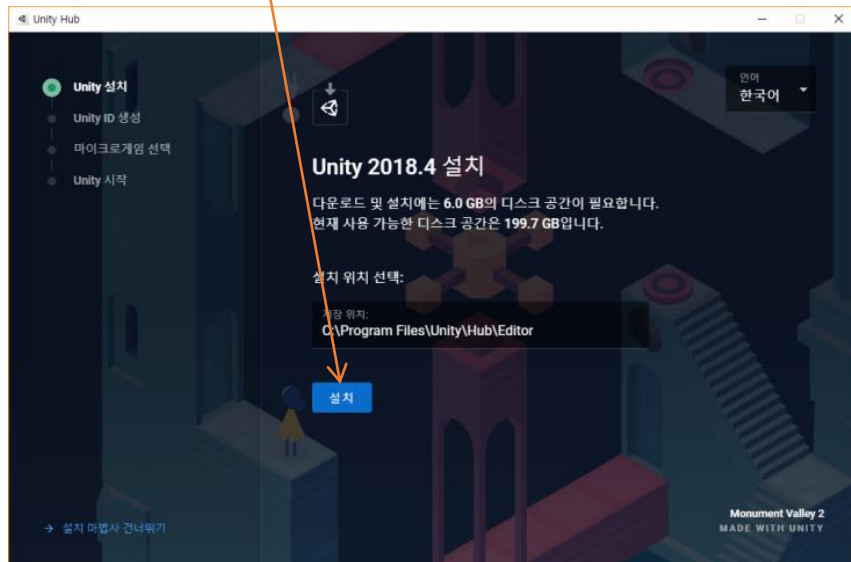 Unity Hub
Unity 설치
Unity ID 생성
마이크로게임 선택
Unity 시작
언어
한국어
Unity 2018.4 설치
다운로드 및 설치에는 6.0 GB의 디스크 공간이 필요합니다.
현재 사용 가능한 디스크 공간은 199.7 GB입니다.
설치 위치 선택:
저장 위치:
C:\Program Files\Unity\Hub\Editor
설치
→ 설치 마법사 건너뛰기
Monument Valley 2
MADE WITH UNITY